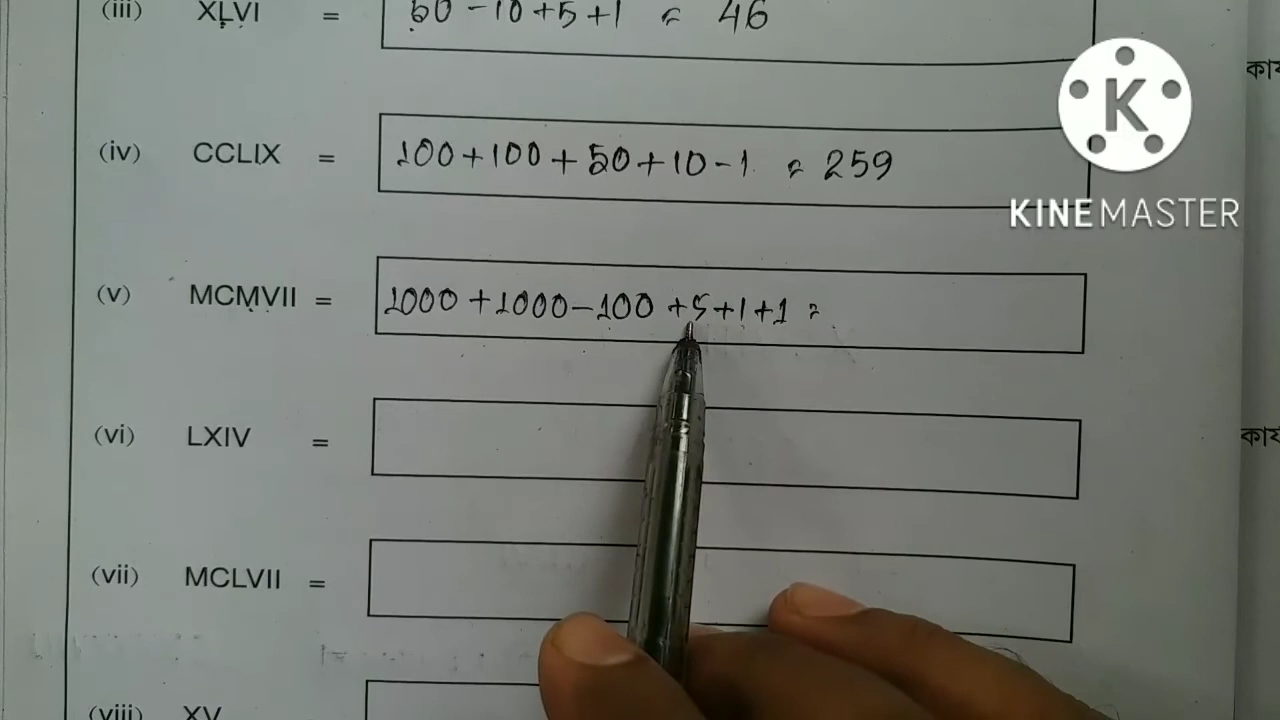 (iii) XLVI = 50-10+5+1 = 46
কা
KINEMASTER
(iv) CCLIX = 100+100+50+10-1 = 259
(v) MCMVII = 1000+1000-100+5+1+1 =
(vi) LXIV =
কা
(vii) MCLVII =
(viii) XV